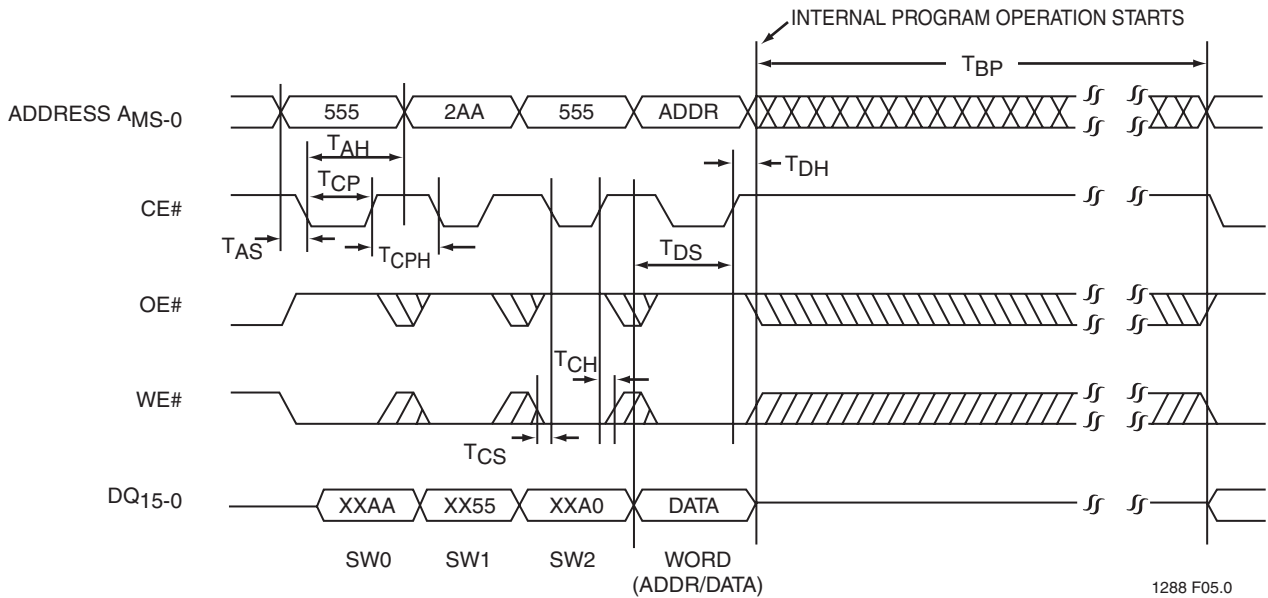 INTERNAL PROGRAM OPERATION STARTS
TBP
ADDRESS AMS-0
555
2AA
555
ADDR
TAH
TDH
TCP
CE#
TAS
TCPH
TDS
OE#
TCH
WE#
TCS
DQ15-0
XXAA
XX55
XXA0
DATA
SW0
SW1
SW2
WORD
(ADDR/DATA)
1288 F05.0